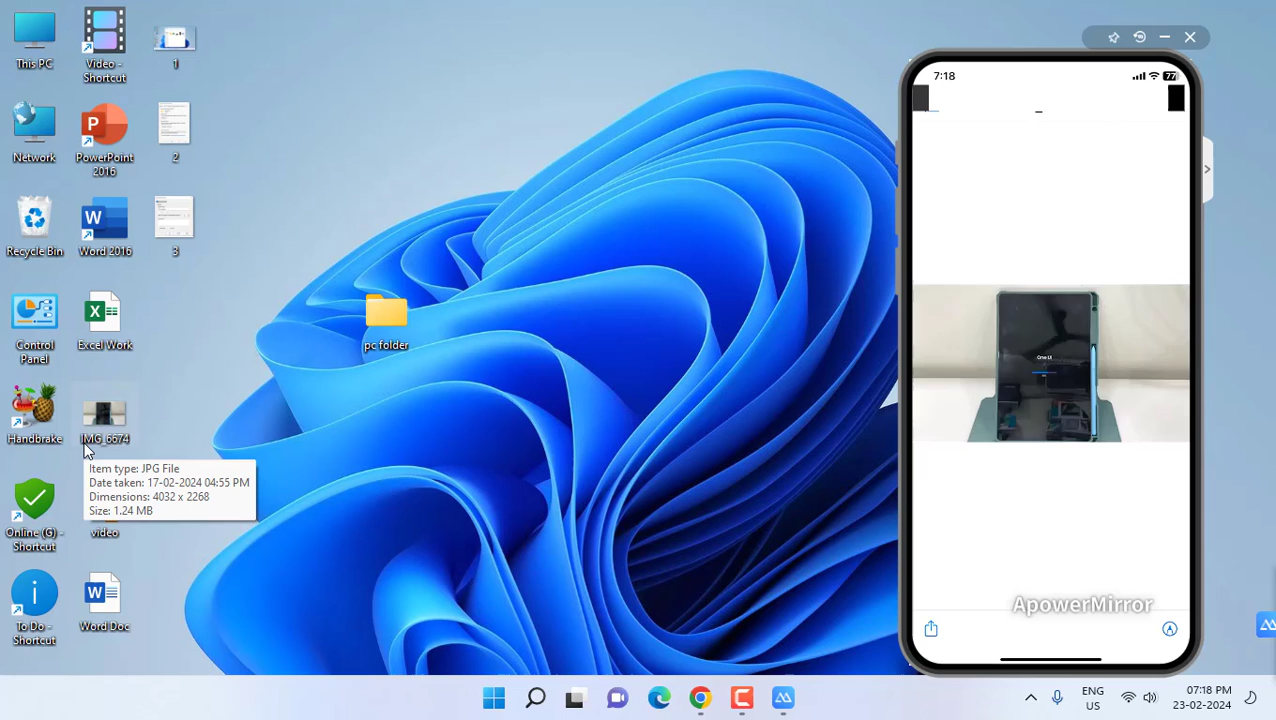 This PC
Video -
Shortcut
1
Network
PowerPoint
2016
2
Recycle Bin
Word 2016
3
Control
Panel
Excel Work
pc folder
Handbrake
IMG_6674
Item type: JPG File
Date taken: 17-02-2024 04:55 PM
Dimensions: 4032 x 2268
Size: 1.24 MB
Online (G) -
Shortcut
video
To Do -
Shortcut
Word Doc
7:18
77
One UI
ApowerMirror
ENG
US
07:18 PM
23-02-2024